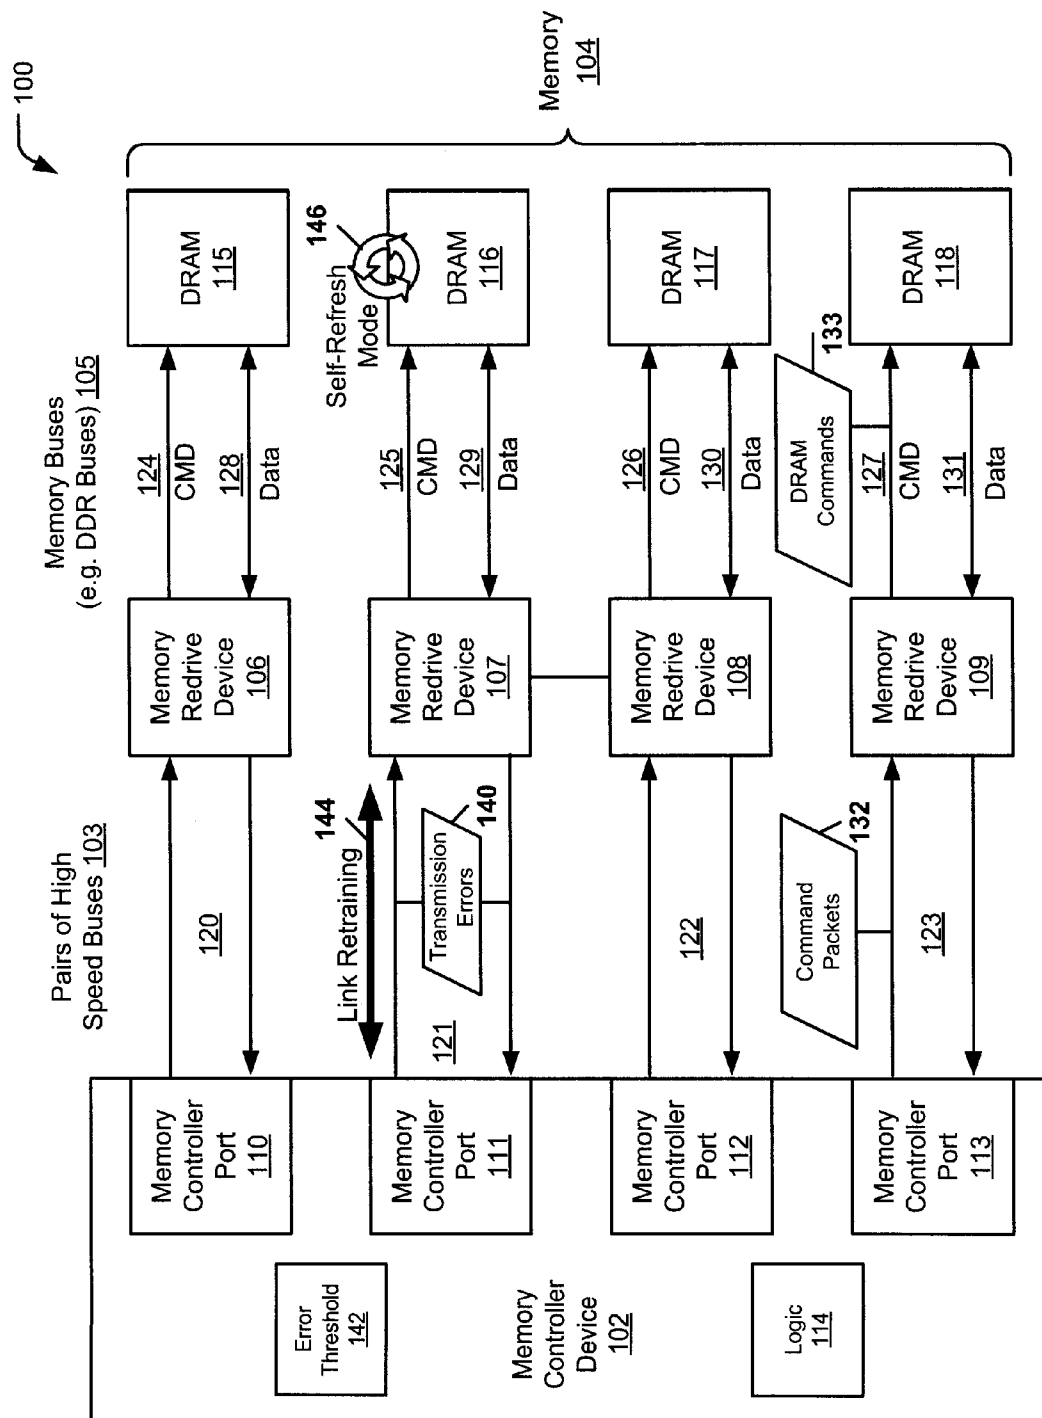 100
Pairs of High
Speed Buses 103
Memory Buses
(e.g. DDR Buses) 105
Memory
Controller
Port
110
120
Memory
Redrive
Device
106
124
CMD
128
Data
DRAM
115
Error
Threshold
142
Memory
Controller
Port
111
Link Retraining
144
121
Transmission
Errors
140
Memory
Redrive
Device
107
125
CMD
129
Data
Self-Refresh
Mode
146
DRAM
116
Memory
104
Memory
Controller
Device
102
Memory
Controller
Port
112
122
Memory
Redrive
Device
108
126
CMD
130
Data
DRAM
117
Logic
114
Memory
Controller
Port
113
Command
Packets
132
123
Memory
Redrive
Device
109
DRAM
Commands
133
127
CMD
131
Data
DRAM
118